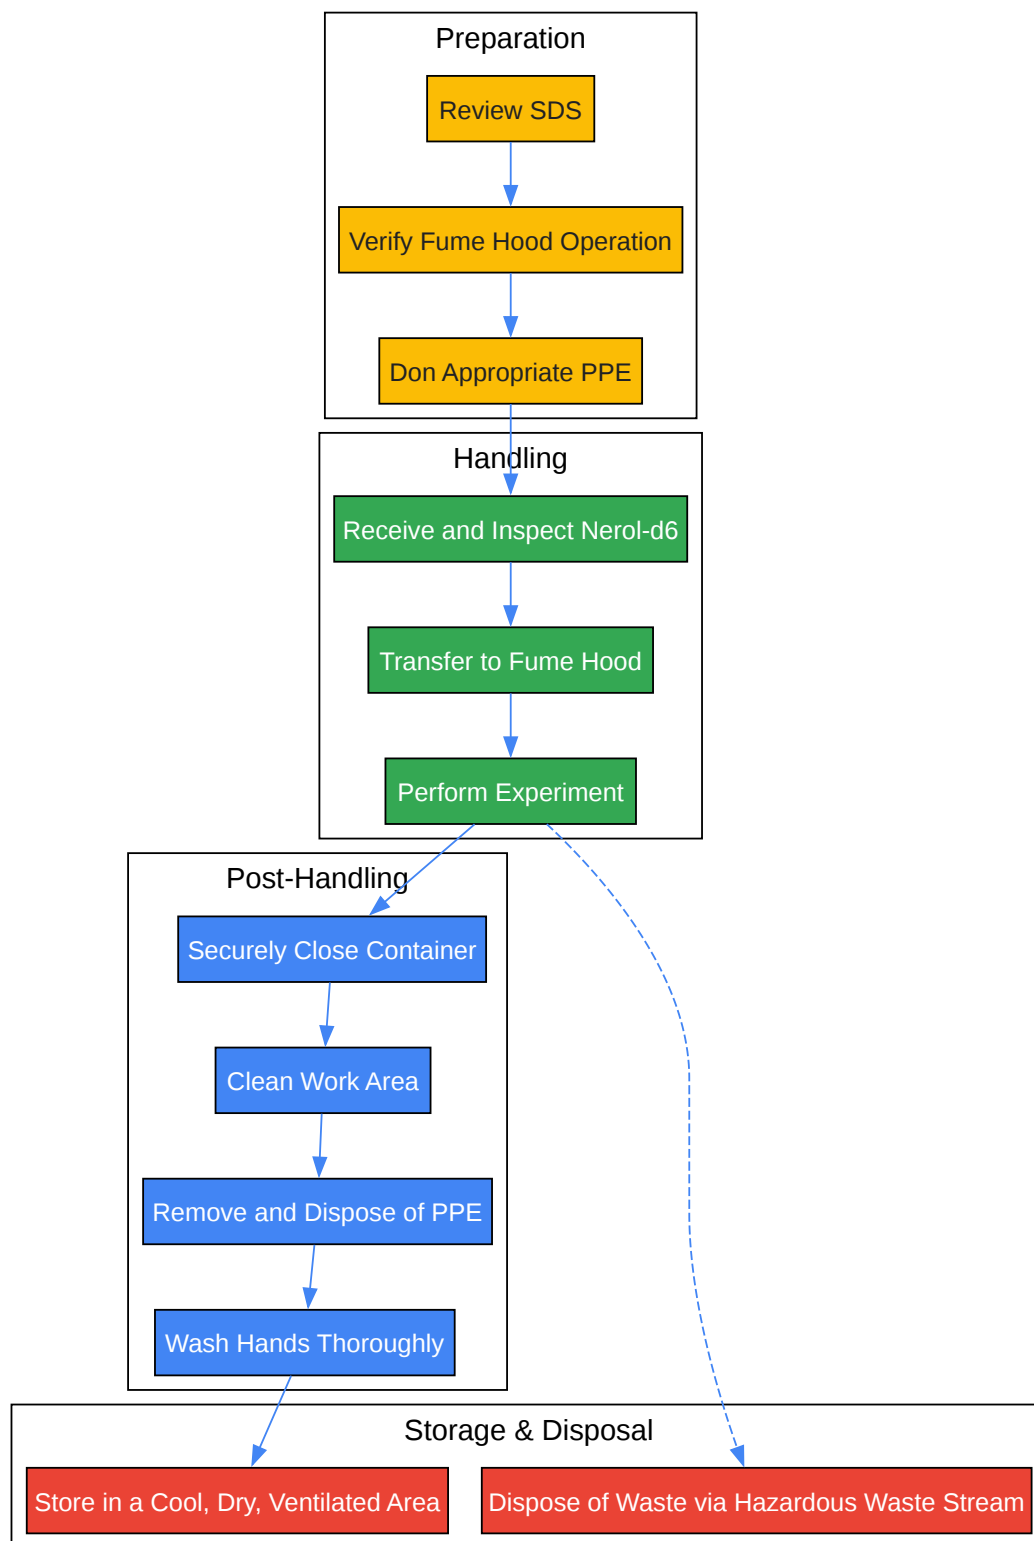 Preparation
Review SDS
Verify Fume Hood Operation
Don Appropriate PPE
Handling
Receive and Inspect Nerol-d6
Transfer to Fume Hood
Perform Experiment
Post-Handling
Securely Close Container
Clean Work Area
Remove and Dispose of PPE
Wash Hands Thoroughly
Storage & Disposal
Store in a Cool, Dry, Ventilated Area
Dispose of Waste via Hazardous Waste Stream